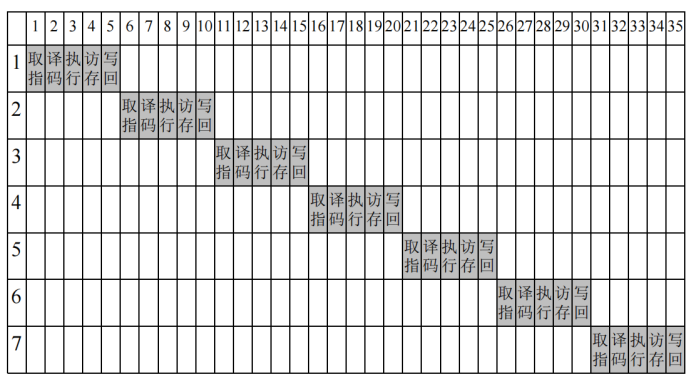 1 2 3 4 5 6 7 8 9 10 11 12 13 14 15 16 17 18 19 20 21 22 23 24 25 26 27 28 29 30 31 32 33 34 35
1 取指 译码 执行 访存 写回
2 取指 译码 执行 访存 写回
3 取指 译码 执行 访存 写回
4 取指 译码 执行 访存 写回
5 取指 译码 执行 访存 写回
6 取指 译码 执行 访存 写回
7 取指 译码 执行 访存 写回